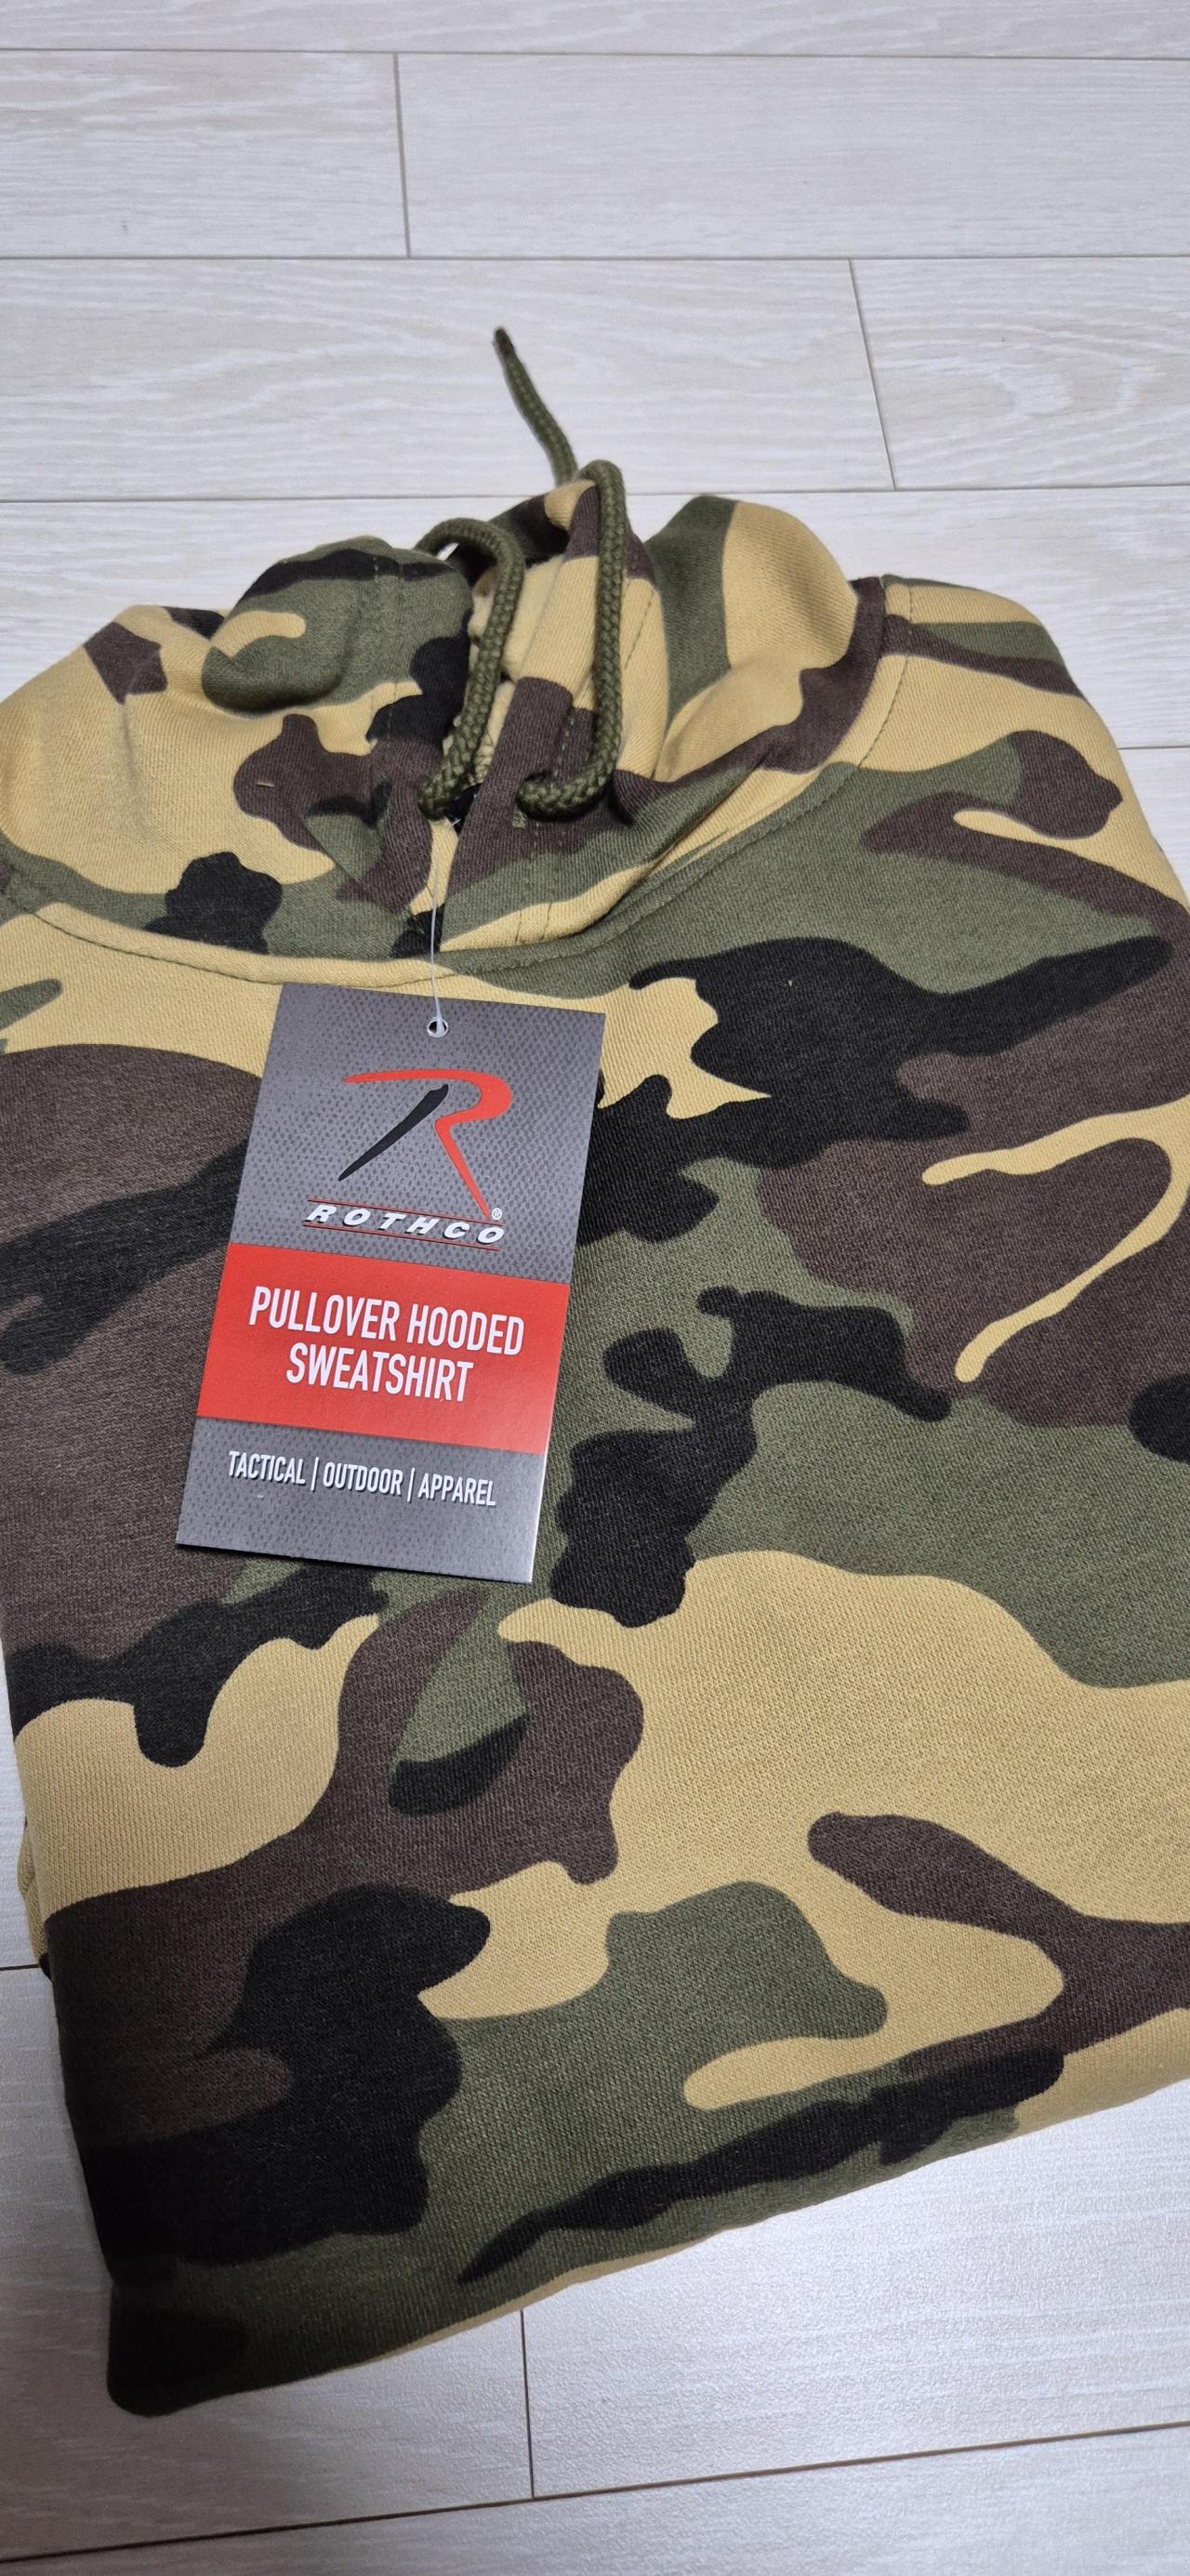 ROTHCO®
PULLOVER HOODED
SWEATSHIRT
TACTICAL | OUTDOOR | APPAREL